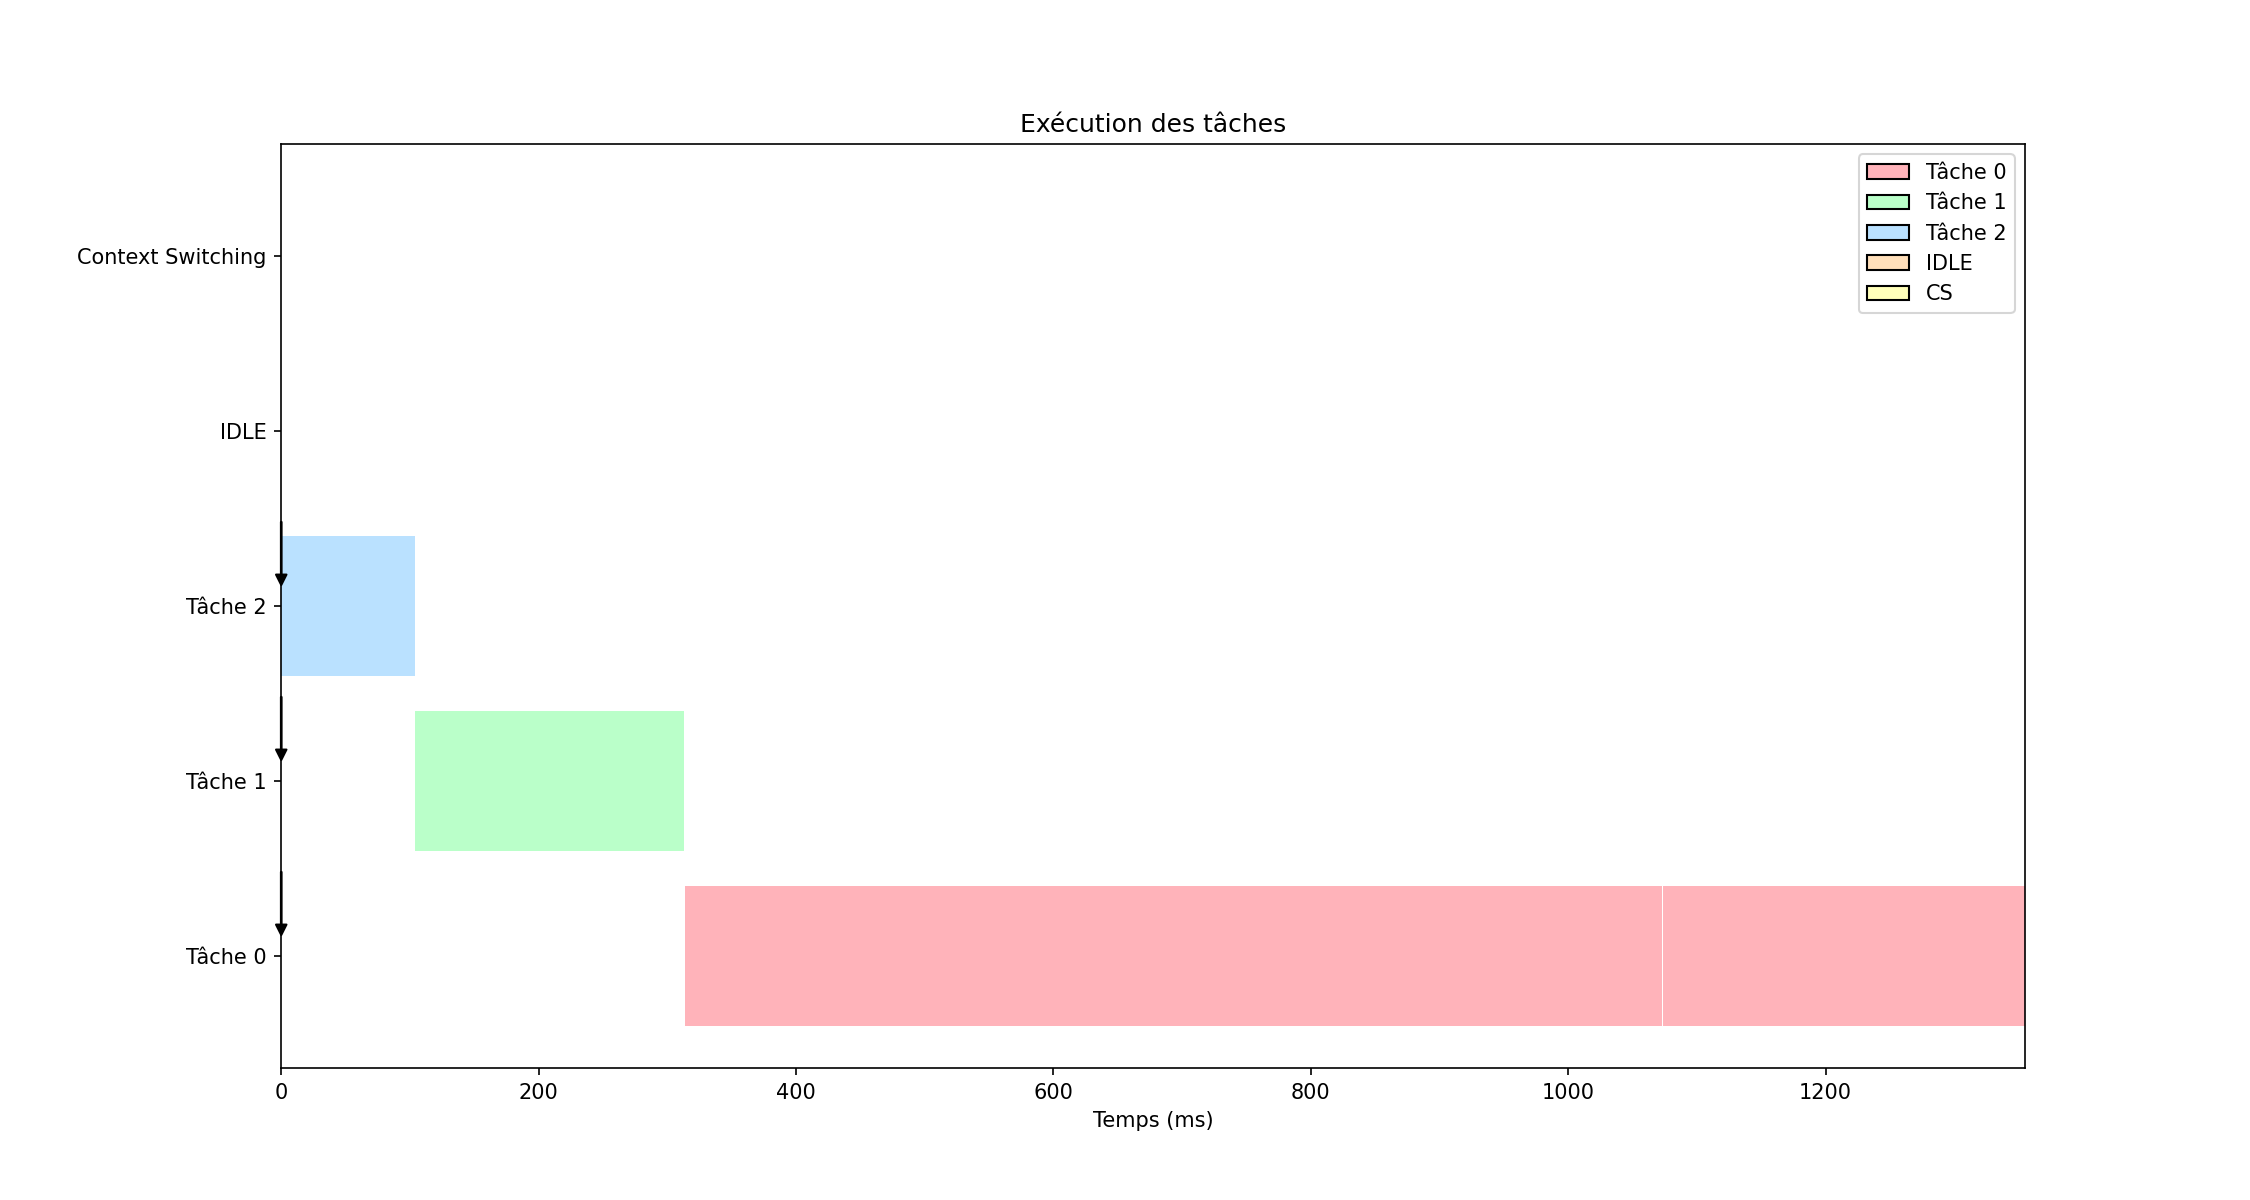 Exécution des tâches
Tâche 0
Tâche 1
Tâche 2
IDLE
CS
Context Switching
IDLE
Tâche 2
Tâche 1
Tâche 0
0 200 400 600 800 1000 1200
Temps (ms)